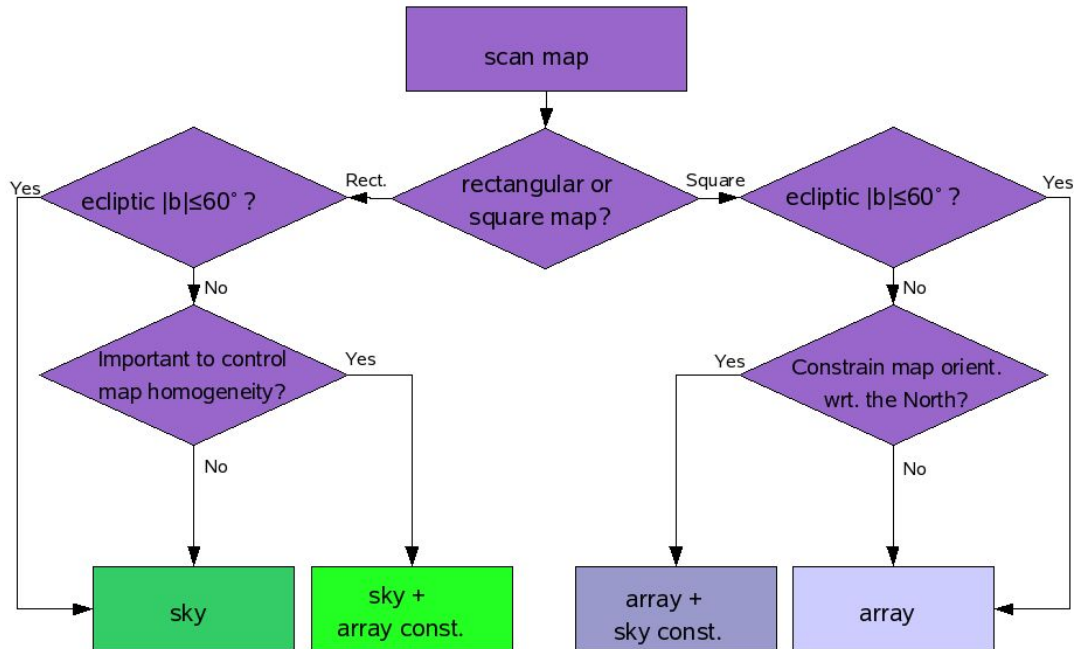 scan map
rectangular or
square map?
Rect.
Square
ecliptic |b|≤60° ?
Yes
No
ecliptic |b|≤60° ?
Yes
No
Important to control
map homogeneity?
Yes
No
Constrain map orient.
wrt. the North?
Yes
No
sky
sky +
array const.
array +
sky const.
array